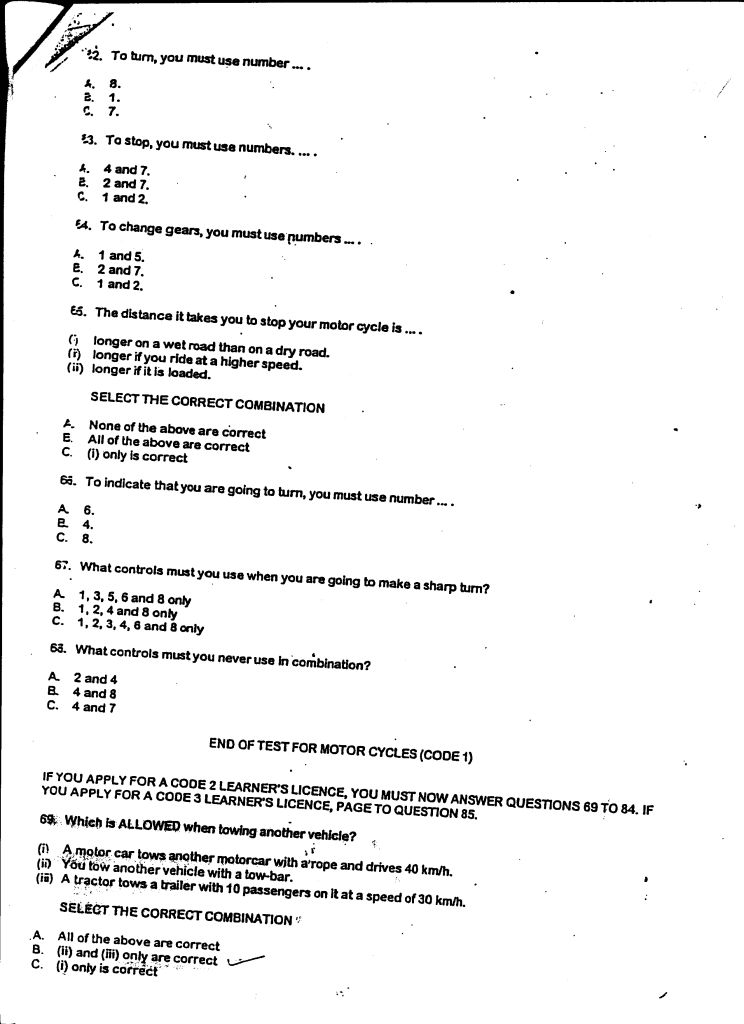 62. To turn, you must use number ... .
A. 8.
B. 1.
C. 7.
63. To stop, you must use numbers. ... .
A. 4 and 7.
B. 2 and 7.
C. 1 and 2.
64. To change gears, you must use numbers ... .
A. 1 and 5.
B. 2 and 7.
C. 1 and 2.
65. The distance it takes you to stop your motor cycle is ... .
(i) longer on a wet road than on a dry road.
(ii) longer if you ride at a higher speed.
(iii) longer if it is loaded.
SELECT THE CORRECT COMBINATION
A. None of the above are correct
B. All of the above are correct
C. (i) only is correct
66. To indicate that you are going to turn, you must use number ... .
A. 6.
B. 4.
C. 8.
67. What controls must you use when you are going to make a sharp turn?
A. 1, 3, 5, 6 and 8 only
B. 1, 2, 4 and 8 only
C. 1, 2, 3, 4, 6 and 8 only
68. What controls must you never use in combination?
A. 2 and 4
B. 4 and 8
C. 4 and 7
END OF TEST FOR MOTOR CYCLES (CODE 1)
IF YOU APPLY FOR A CODE 2 LEARNER'S LICENCE, YOU MUST NOW ANSWER QUESTIONS 69 TO 84. IF
YOU APPLY FOR A CODE 3 LEARNER'S LICENCE, PAGE TO QUESTION 85.
69. Which is ALLOWED when towing another vehicle?
(i) A motor car tows another motorcar with a rope and drives 40 km/h.
(ii) You tow another vehicle with a tow-bar.
(iii) A tractor tows a trailer with 10 passengers on it at a speed of 30 km/h.
SELECT THE CORRECT COMBINATION
A. All of the above are correct
B. (ii) and (iii) only are correct
C. (i) only is correct